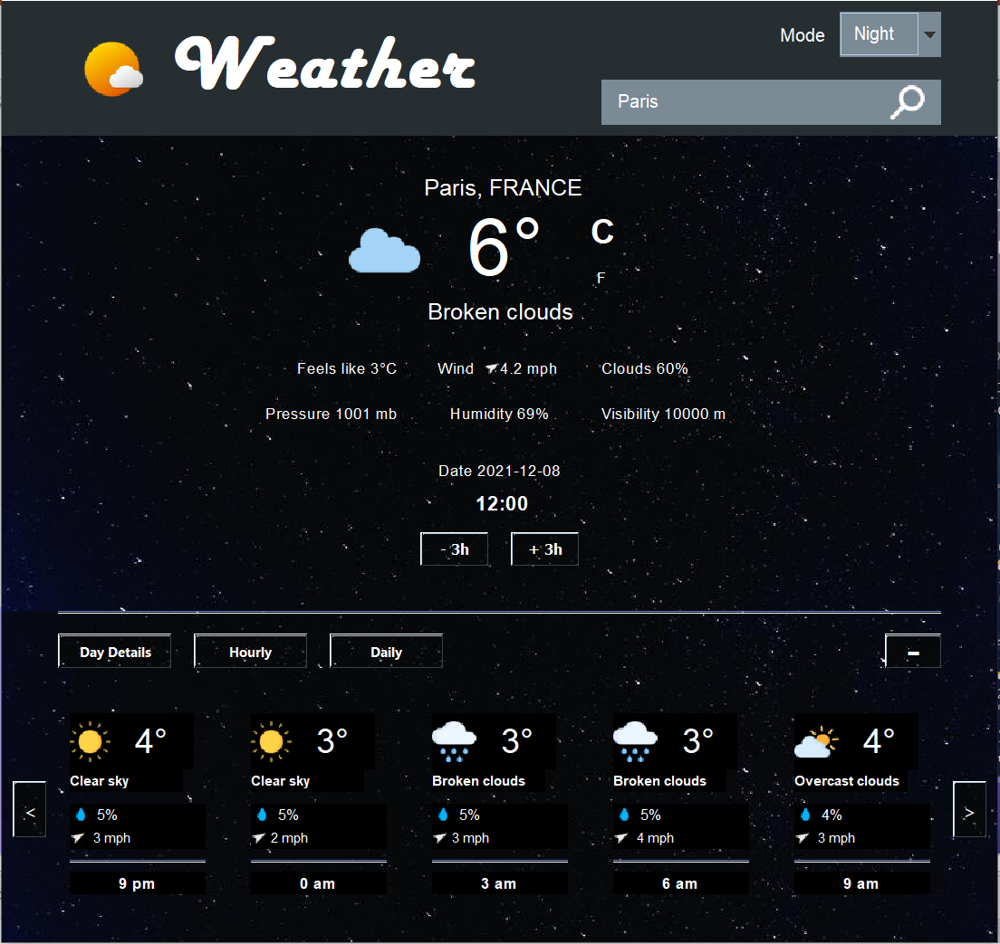 Weather
Mode Night
Paris
Paris, FRANCE
6° C
F
Broken clouds
Feels like 3°C Wind 4.2 mph Clouds 60%
Pressure 1001 mb Humidity 69% Visibility 10000 m
Date 2021-12-08
12:00
- 3h + 3h
Day Details Hourly Daily –
4° 3° 3° 3° 4°
Clear sky Clear sky Broken clouds Broken clouds Overcast clouds
< 5% 5% 5% 5% 4% >
3 mph 2 mph 3 mph 4 mph 3 mph
9 pm 0 am 3 am 6 am 9 am